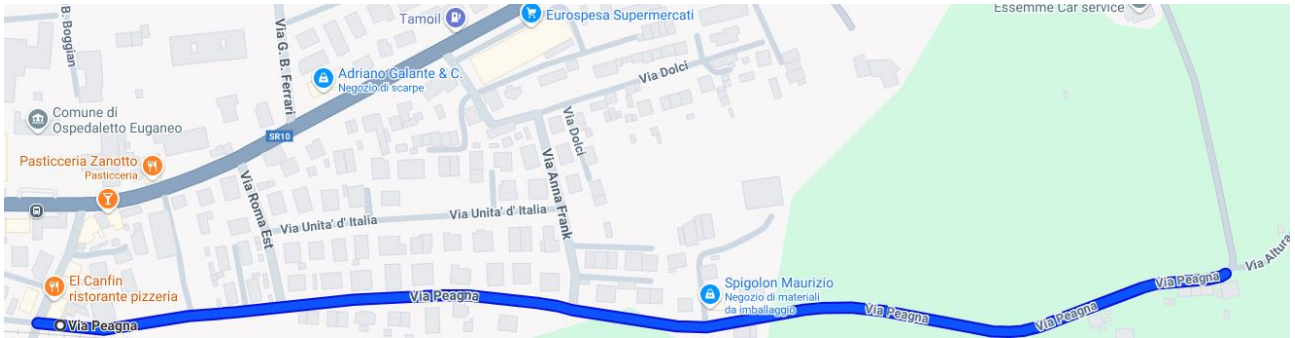 B. Boggian
Via G. B. Ferrari
Tamoil
Eurospesa Supermercati
Essemme Car service
Adriano Galante & C.
Negozio di scarpe
Via Dolci
Comune di
Ospedaletto Euganeo
SR10
Via Dolci
Pasticceria Zanotto
Pasticceria
Via Roma Est
Via Anna Frank
Via Unita' d' Italia
Via Unita' d' Italia
Via Altura
El Canfin
ristorante pizzeria
Via Peagna
Spigolon Maurizio
Negozio di materiali
da imballaggio
Via Peagna
Via Peagna
Via Peagna
Via Peagna